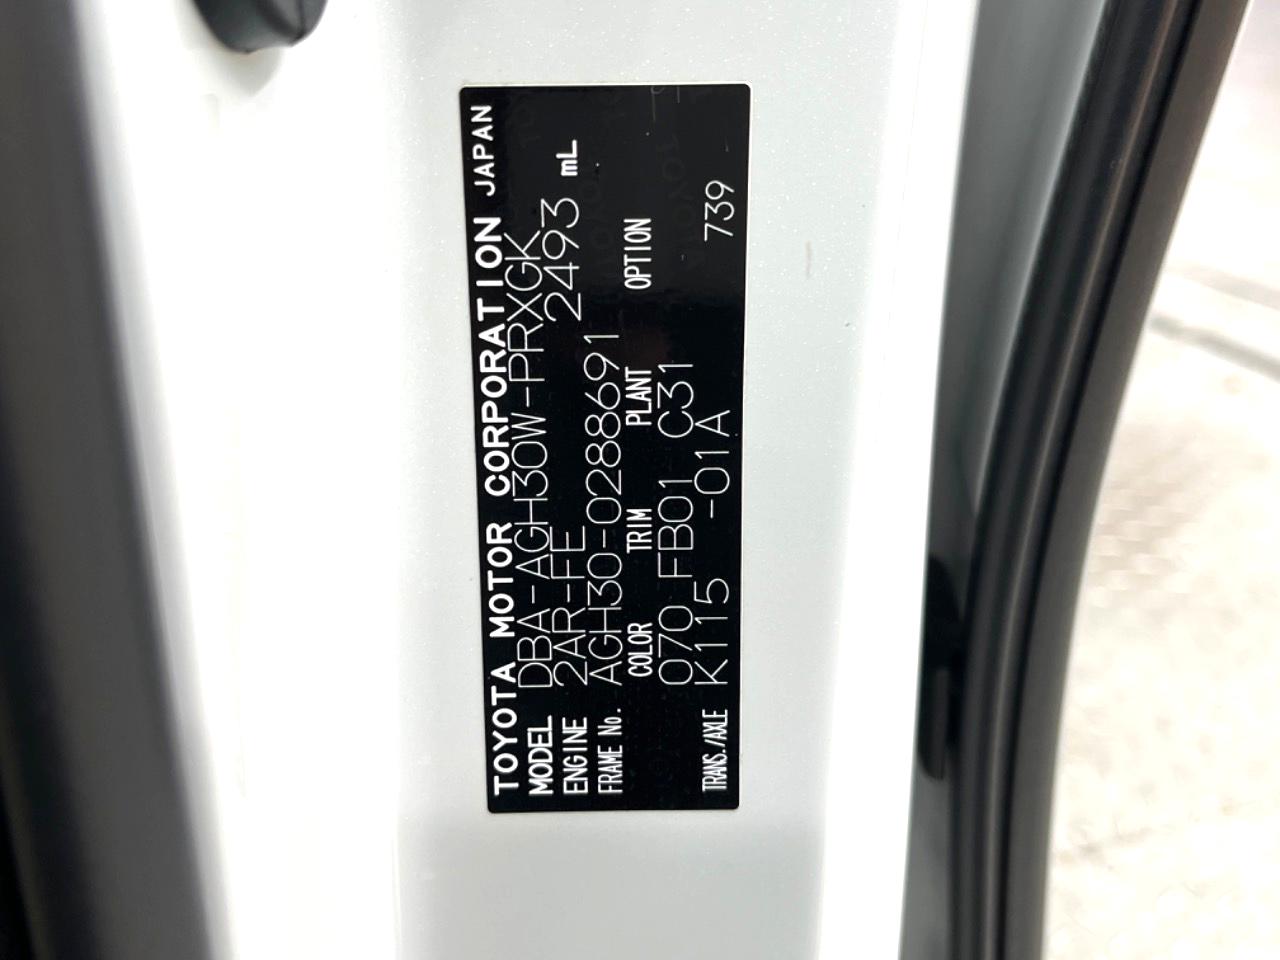 TOYOTA MOTOR CORPORATION JAPAN
MODEL DBA-AGH30W-PRXGK
ENGINE 2AR-FE 2493 mL
FRAME No. AGH30-0288691
COLOR TRIM PLANT OPTION
070 FB01 C31
TRANS./AXLE K115 -01A 739